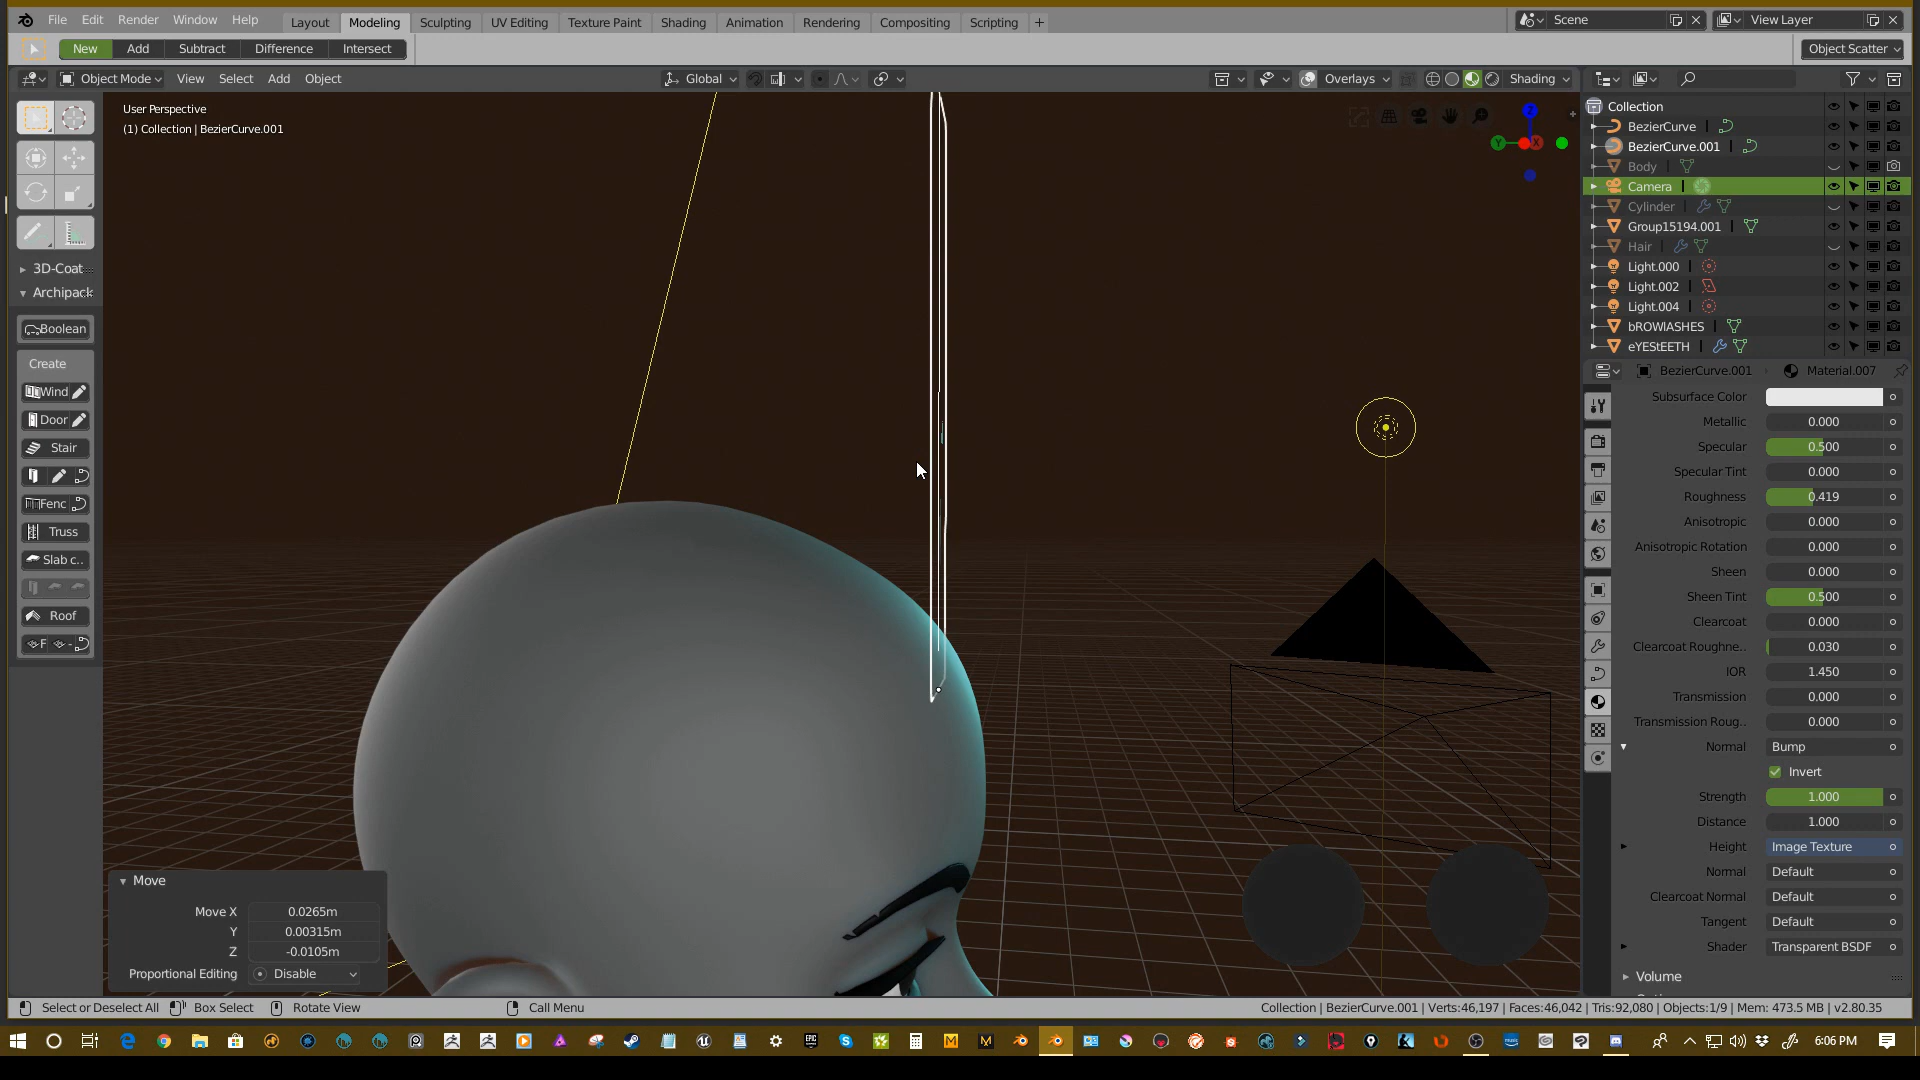 File Edit Render Window Help Layout Modeling Sculpting UV Editing Texture Paint Shading Animation Rendering Compositing Scripting + Scene View Layer
New Add Subtract Difference Intersect Object Scatter
Object Mode View Select Add Object Global Overlays Shading
User Perspective
(1) Collection | BezierCurve.001
3D-Coat
Archipack
Boolean
Create
Wind
Door
Stair
Fenc
Truss
Slab c..
Roof
F
Z
Y
X
Collection
BezierCurve
BezierCurve.001
Body
Camera
Cylinder
Group15194.001
Hair
Light.000
Light.002
Light.004
bROWlASHES
eYEStEETH
BezierCurve.001 Material.007
Subsurface Color
Metallic 0.000
Specular 0.500
Specular Tint 0.000
Roughness 0.419
Anisotropic 0.000
Anisotropic Rotation 0.000
Sheen 0.000
Sheen Tint 0.500
Clearcoat 0.000
Clearcoat Roughne.. 0.030
IOR 1.450
Transmission 0.000
Transmission Roug.. 0.000
Normal Bump
Invert
Strength 1.000
Distance 1.000
Height Image Texture
Normal Default
Clearcoat Normal Default
Tangent Default
Shader Transparent BSDF
Volume
Move
Move X 0.0265m
Y 0.00315m
Z -0.0105m
Proportional Editing Disable
Select or Deselect All Box Select Rotate View Call Menu Collection | BezierCurve.001 | Verts:46,197 | Faces:46,042 | Tris:92,080 | Objects:1/9 | Mem: 473.5 MB | v2.80.35
6:06 PM